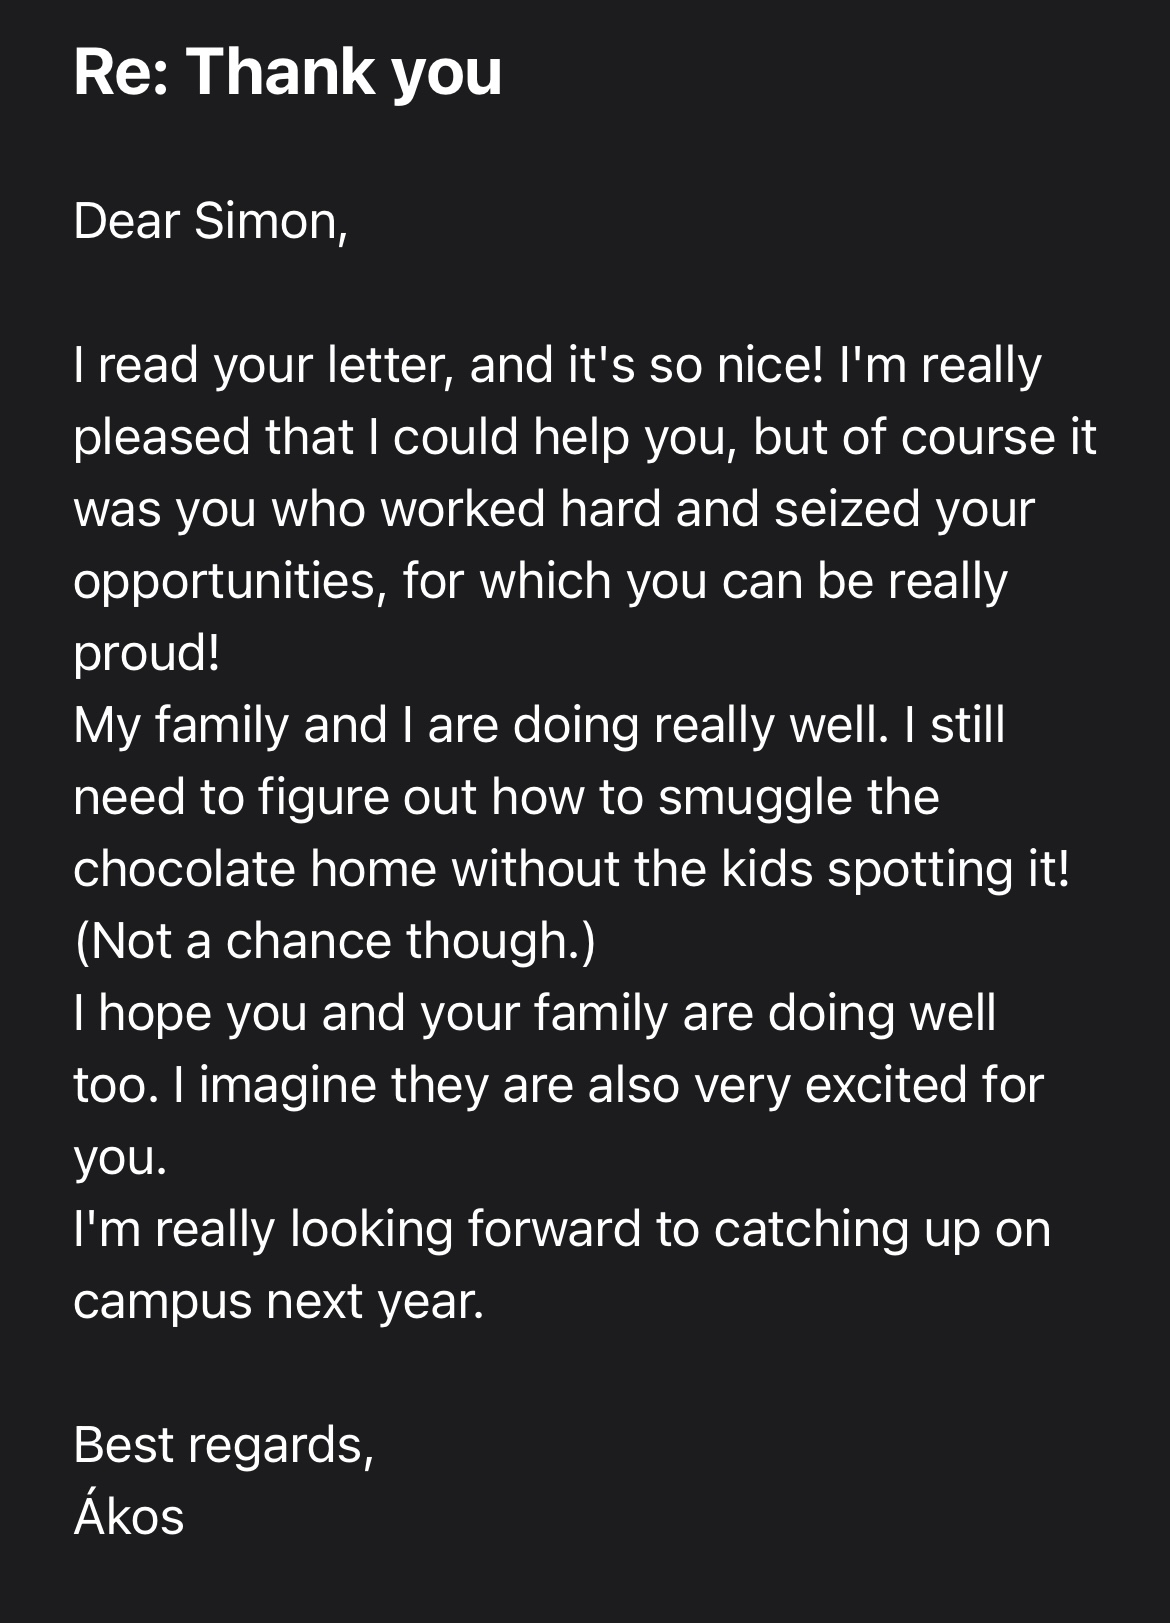 Re: Thank you
Dear Simon,
I read your letter, and it's so nice! I'm really
pleased that I could help you, but of course it
was you who worked hard and seized your
opportunities, for which you can be really
proud!
My family and I are doing really well. I still
need to figure out how to smuggle the
chocolate home without the kids spotting it!
(Not a chance though.)
I hope you and your family are doing well
too. I imagine they are also very excited for
you.
I'm really looking forward to catching up on
campus next year.
Best regards,
Ákos